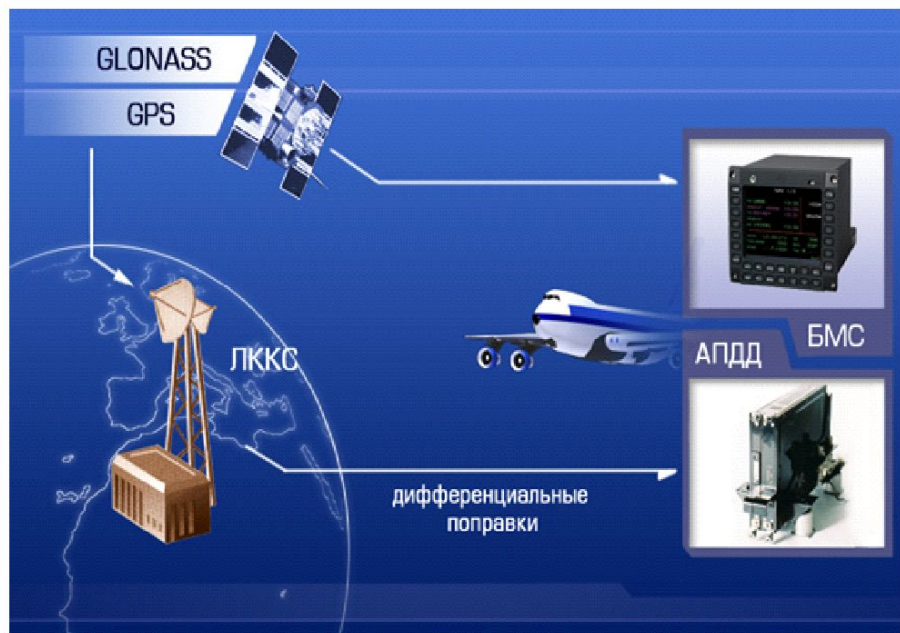 GLONASS
GPS
ЛККС
АПДД
БМС
дифференциальные
поправки